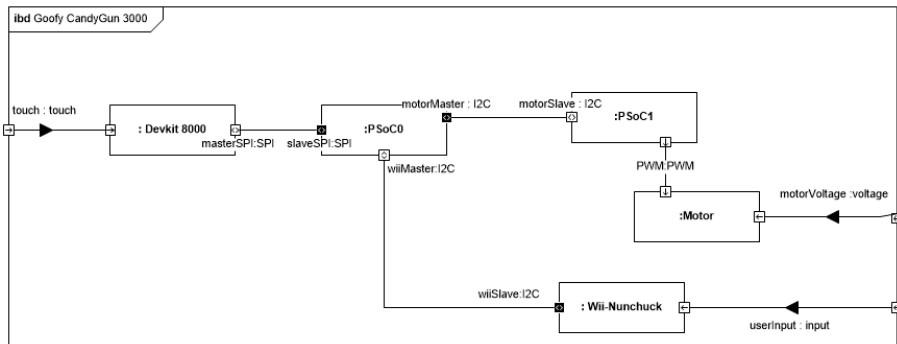 ibd Goofy CandyGun 3000
motorMaster : I2C
motorSlave : I2C
touch : touch
: Devkit 8000
:PSoC0
:PSoC1
masterSPI:SPI
slaveSPI:SPI
wiiMaster:I2C
PWM:PWM
motorVoltage :voltage
:Motor
wiiSlave:I2C
: Wii-Nunchuck
userInput : input